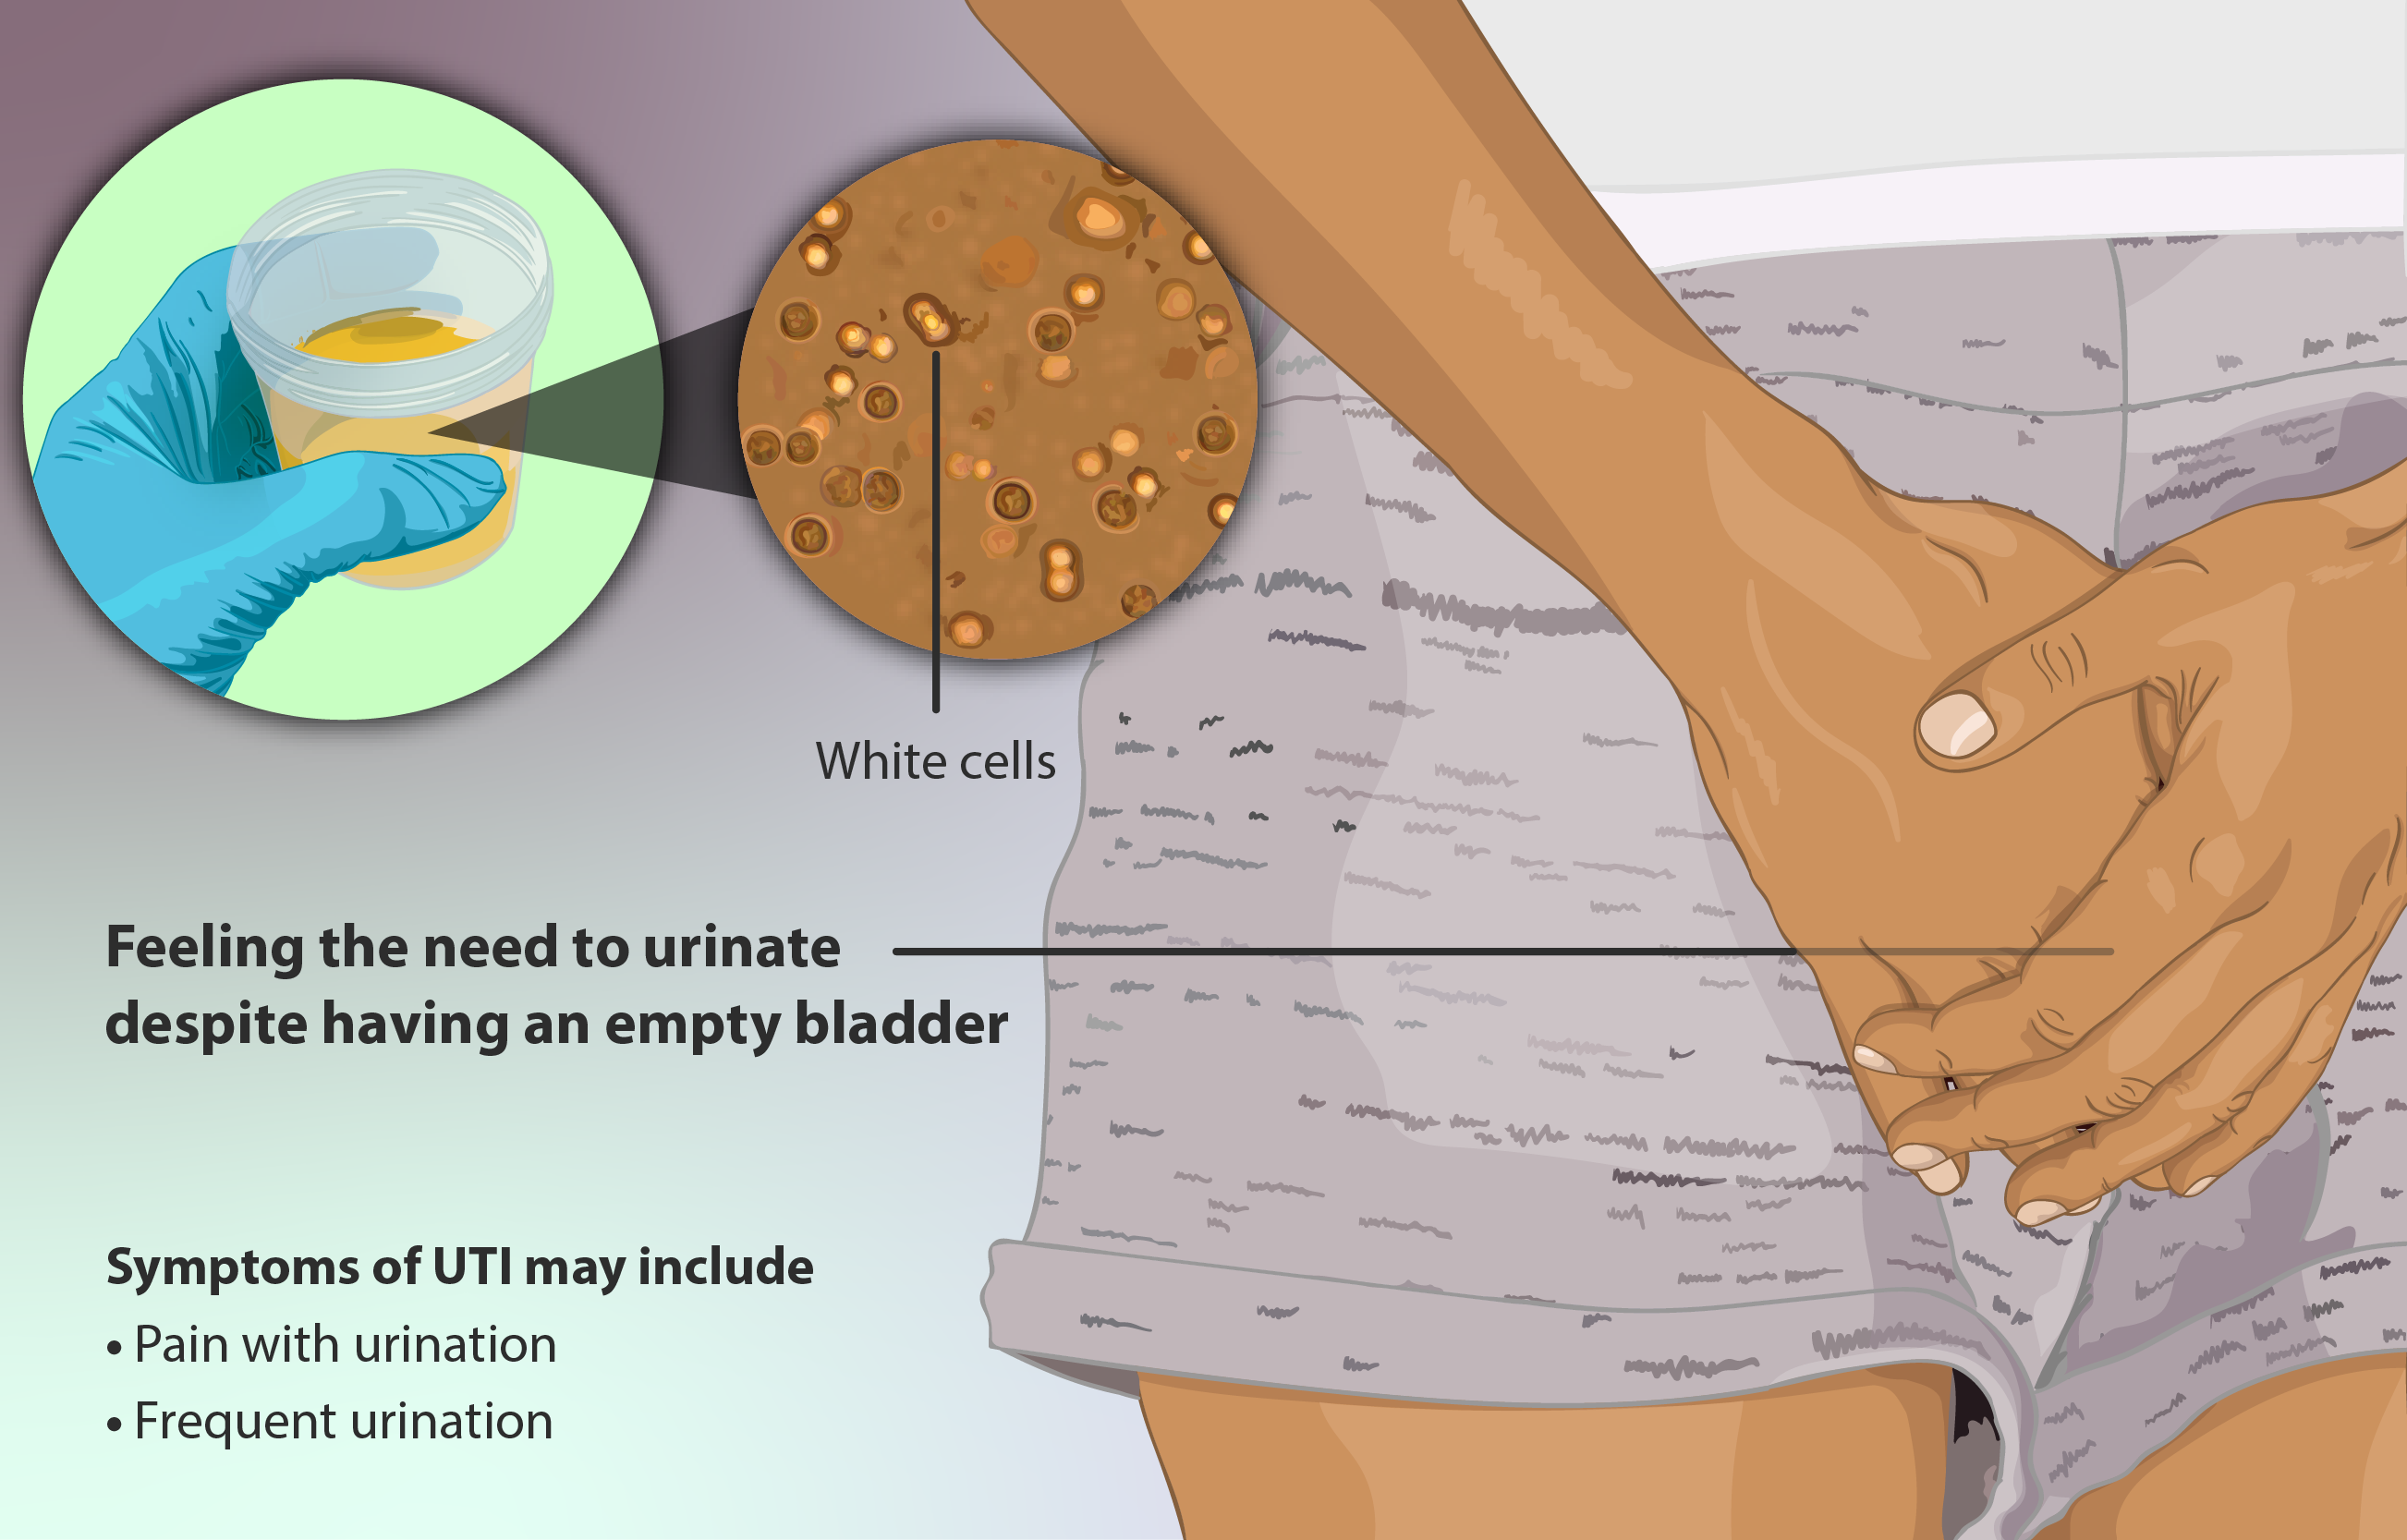 White cells
Feeling the need to urinate
despite having an empty bladder
Symptoms of UTI may include
• Pain with urination
• Frequent urination